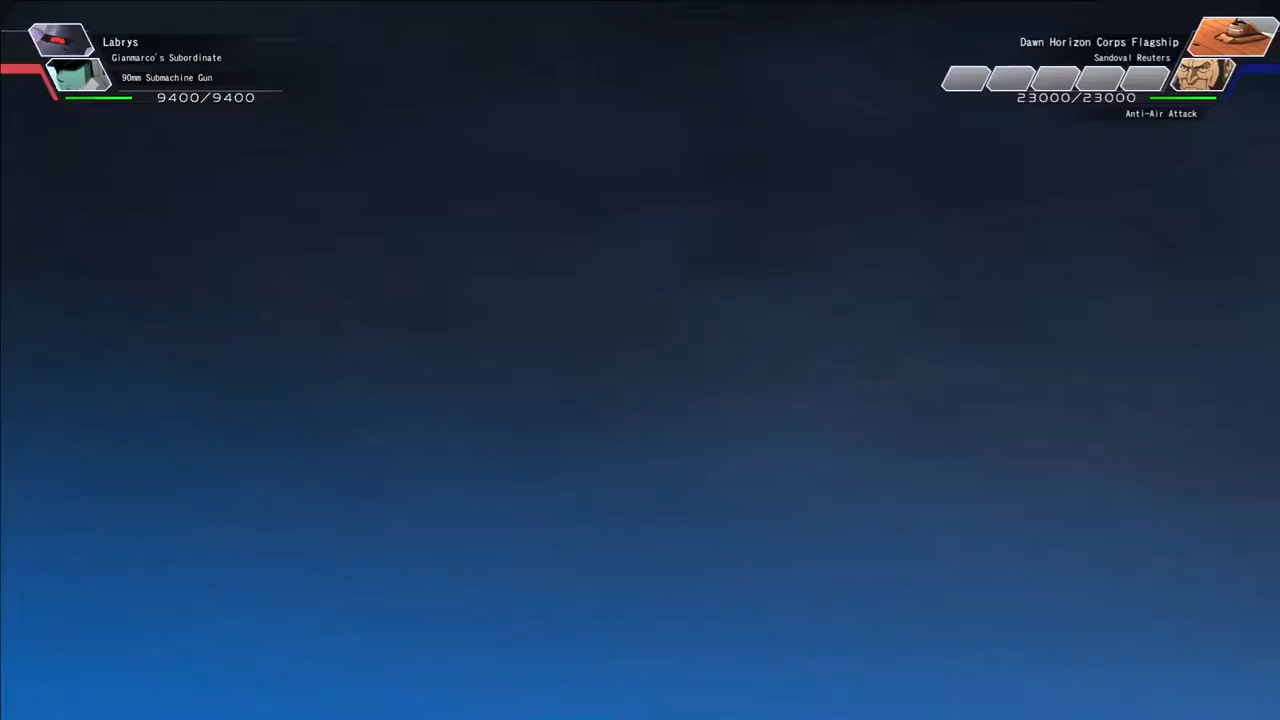 Labrys
Gianmarco's Subordinate
90mm Submachine Gun
9400/9400
Dawn Horizon Corps Flagship
Sandoval Reuters
23000/23000
Anti-Air Attack